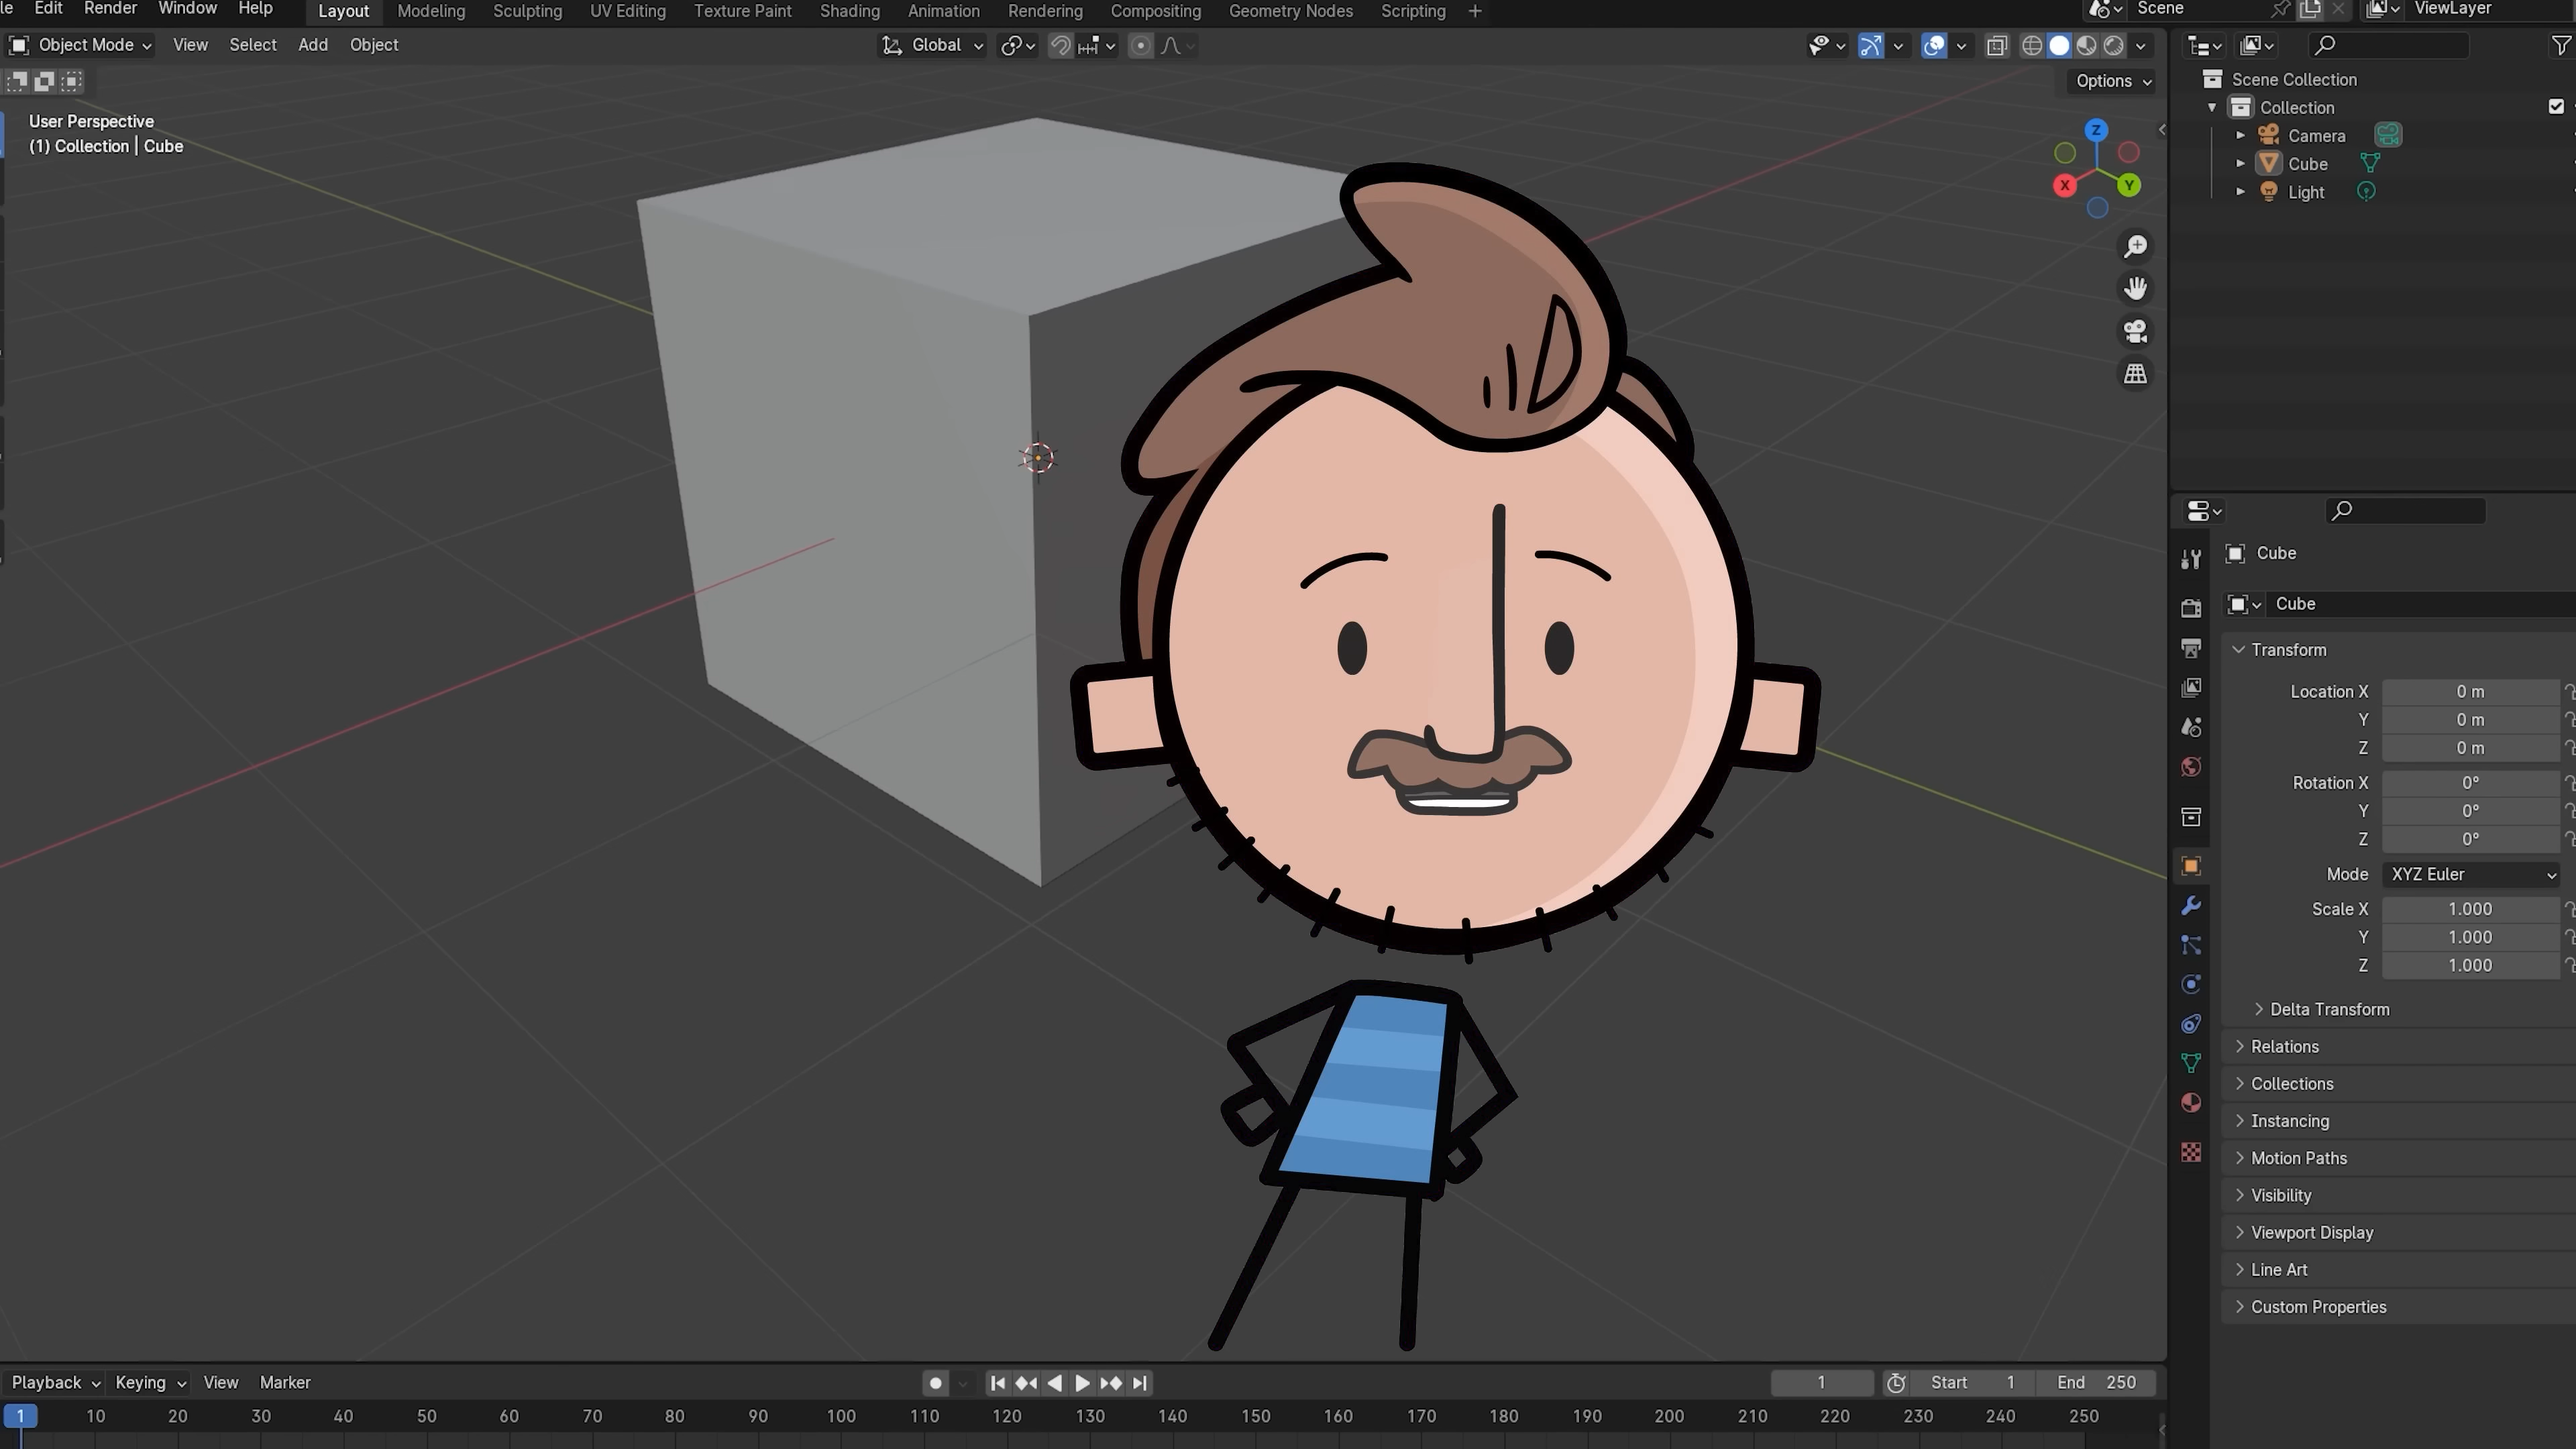 le Edit Render Window Help Layout Modeling Sculpting UV Editing Texture Paint Shading Animation Rendering Compositing Geometry Nodes Scripting + Scene ViewLayer
Object Mode View Select Add Object Global
Options
User Perspective
(1) Collection | Cube
Z
X
Y
Scene Collection
Collection
Camera
Cube
Light
Cube
Cube
Transform
Location X 0 m
Y 0 m
Z 0 m
Rotation X 0°
Y 0°
Z 0°
Mode XYZ Euler
Scale X 1.000
Y 1.000
Z 1.000
Delta Transform
Relations
Collections
Instancing
Motion Paths
Visibility
Viewport Display
Line Art
Custom Properties
Playback Keying View Marker 1 Start 1 End 250
1 10 20 30 40 50 60 70 80 90 100 110 120 130 140 150 160 170 180 190 200 210 220 230 240 250